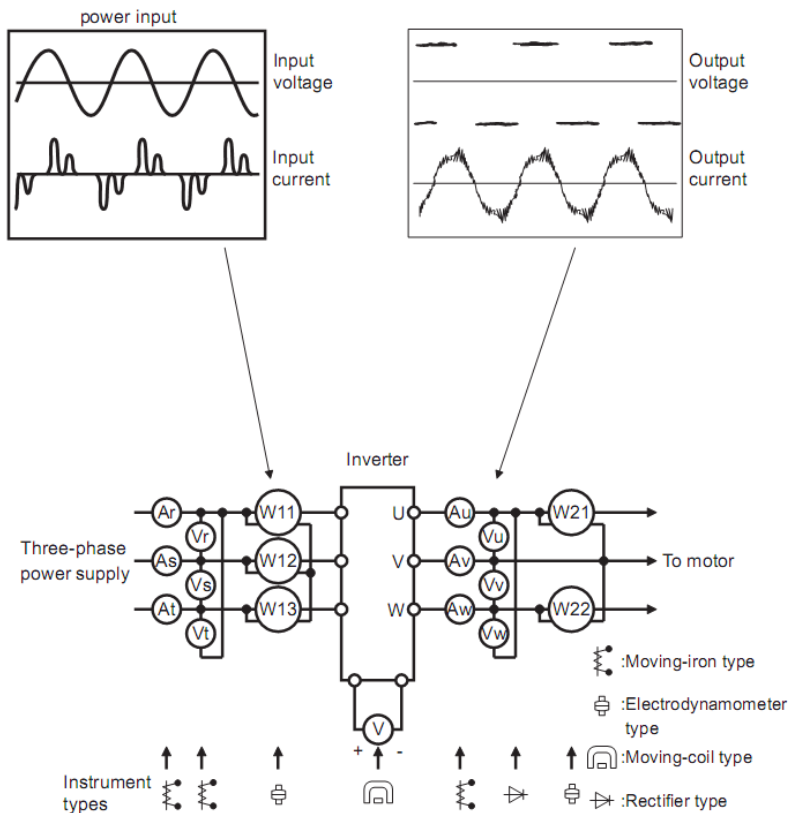 power input
Input
voltage
Input
current
Output
voltage
Output
current
Inverter
Three-phase
power supply
Ar
As
At
Vr
Vs
Vt
W11
W12
W13
U
V
W
Au
Av
Aw
Vu
Vv
Vw
W21
W22
To motor
V
+ -
Instrument
types
:Moving-iron type
:Electrodynamometer
type
:Moving-coil type
:Rectifier type